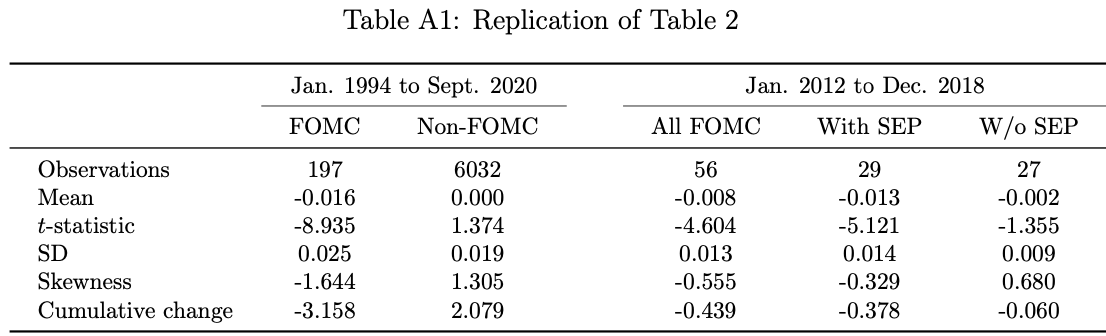 Table A1: Replication of Table 2
Jan. 1994 to Sept. 2020 Jan. 2012 to Dec. 2018
FOMC Non-FOMC All FOMC With SEP W/o SEP
Observations 197 6032 56 29 27
Mean -0.016 0.000 -0.008 -0.013 -0.002
t-statistic -8.935 1.374 -4.604 -5.121 -1.355
SD 0.025 0.019 0.013 0.014 0.009
Skewness -1.644 1.305 -0.555 -0.329 0.680
Cumulative change -3.158 2.079 -0.439 -0.378 -0.060